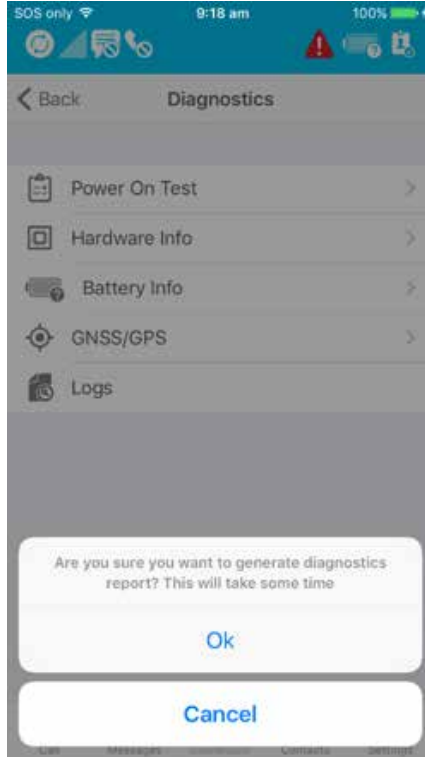 SOS only 9:18 am 100%
Back Diagnostics
Power On Test
Hardware Info
Battery Info
GNSS/GPS
Logs
Are you sure you want to generate diagnostics
report? This will take some time
Ok
Cancel
Call Messages Contacts Settings